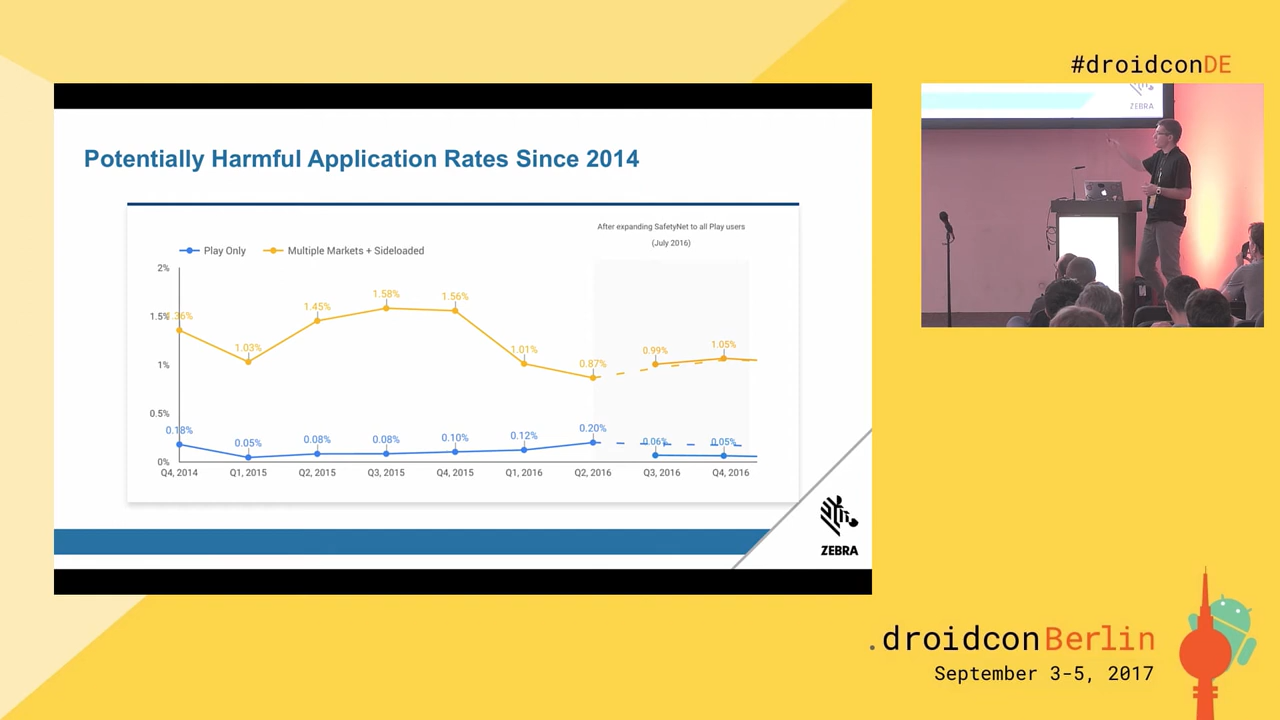 #droidconDE
ZEBRA
Potentially Harmful Application Rates Since 2014
After expanding SafetyNet to all Play users
(July 2016)
Play Only
Multiple Markets + Sideloaded
2%
1.5%
1%
0.5%
0%
1.36%
1.03%
1.45%
1.58%
1.56%
1.01%
0.87%
0.99%
1.05%
0.18%
0.05%
0.08%
0.08%
0.10%
0.12%
0.20%
0.06%
0.05%
Q4, 2014
Q1, 2015
Q2, 2015
Q3, 2015
Q4, 2015
Q1, 2016
Q2, 2016
Q3, 2016
Q4, 2016
ZEBRA
.droidconBerlin
September 3-5, 2017